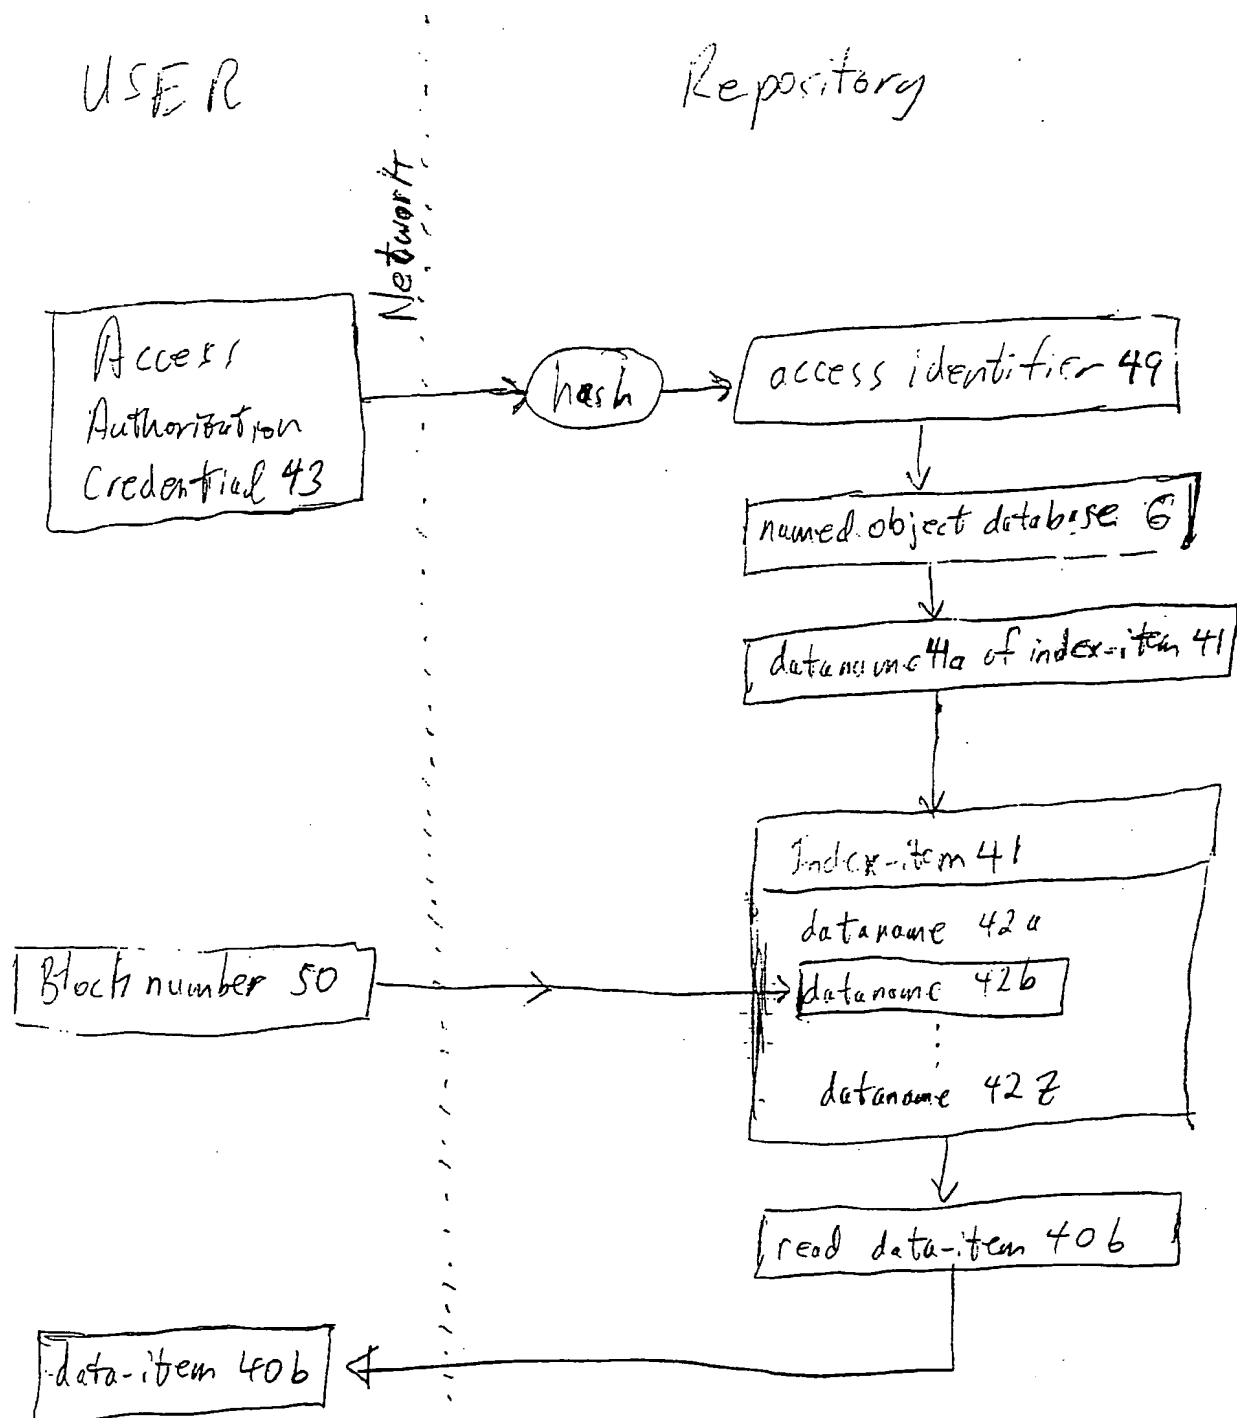 USER
Repository
Network
Access
Authorization
Credential 43
hash
access identifier 49
named object database 6
dataname 41a of index-item 41
Index-item 41
dataname 42a
Block number 50
dataname 42b
dataname 42z
read data-item 40b
data-item 40b